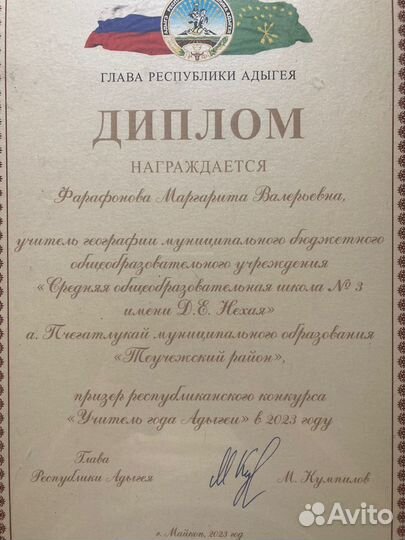 ГЛАВА РЕСПУБЛИКИ АДЫГЕЯ
ДИПЛОМ
НАГРАЖДАЕТСЯ
Фарафонова Маргарита Валерьевна,
учитель географии муниципального бюджетного
общеобразовательного учреждения
«Средняя общеобразовательная школа № 3
имени Д.Е. Нехая»
а. Пчегатлукай муниципального образования
«Теучежский район»,
призер республиканского конкурса
«Учитель года Адыгеи» в 2023 году
Глава
Республики Адыгея
М. Кумпилов
г. Майкоп, 2023 год
Avito